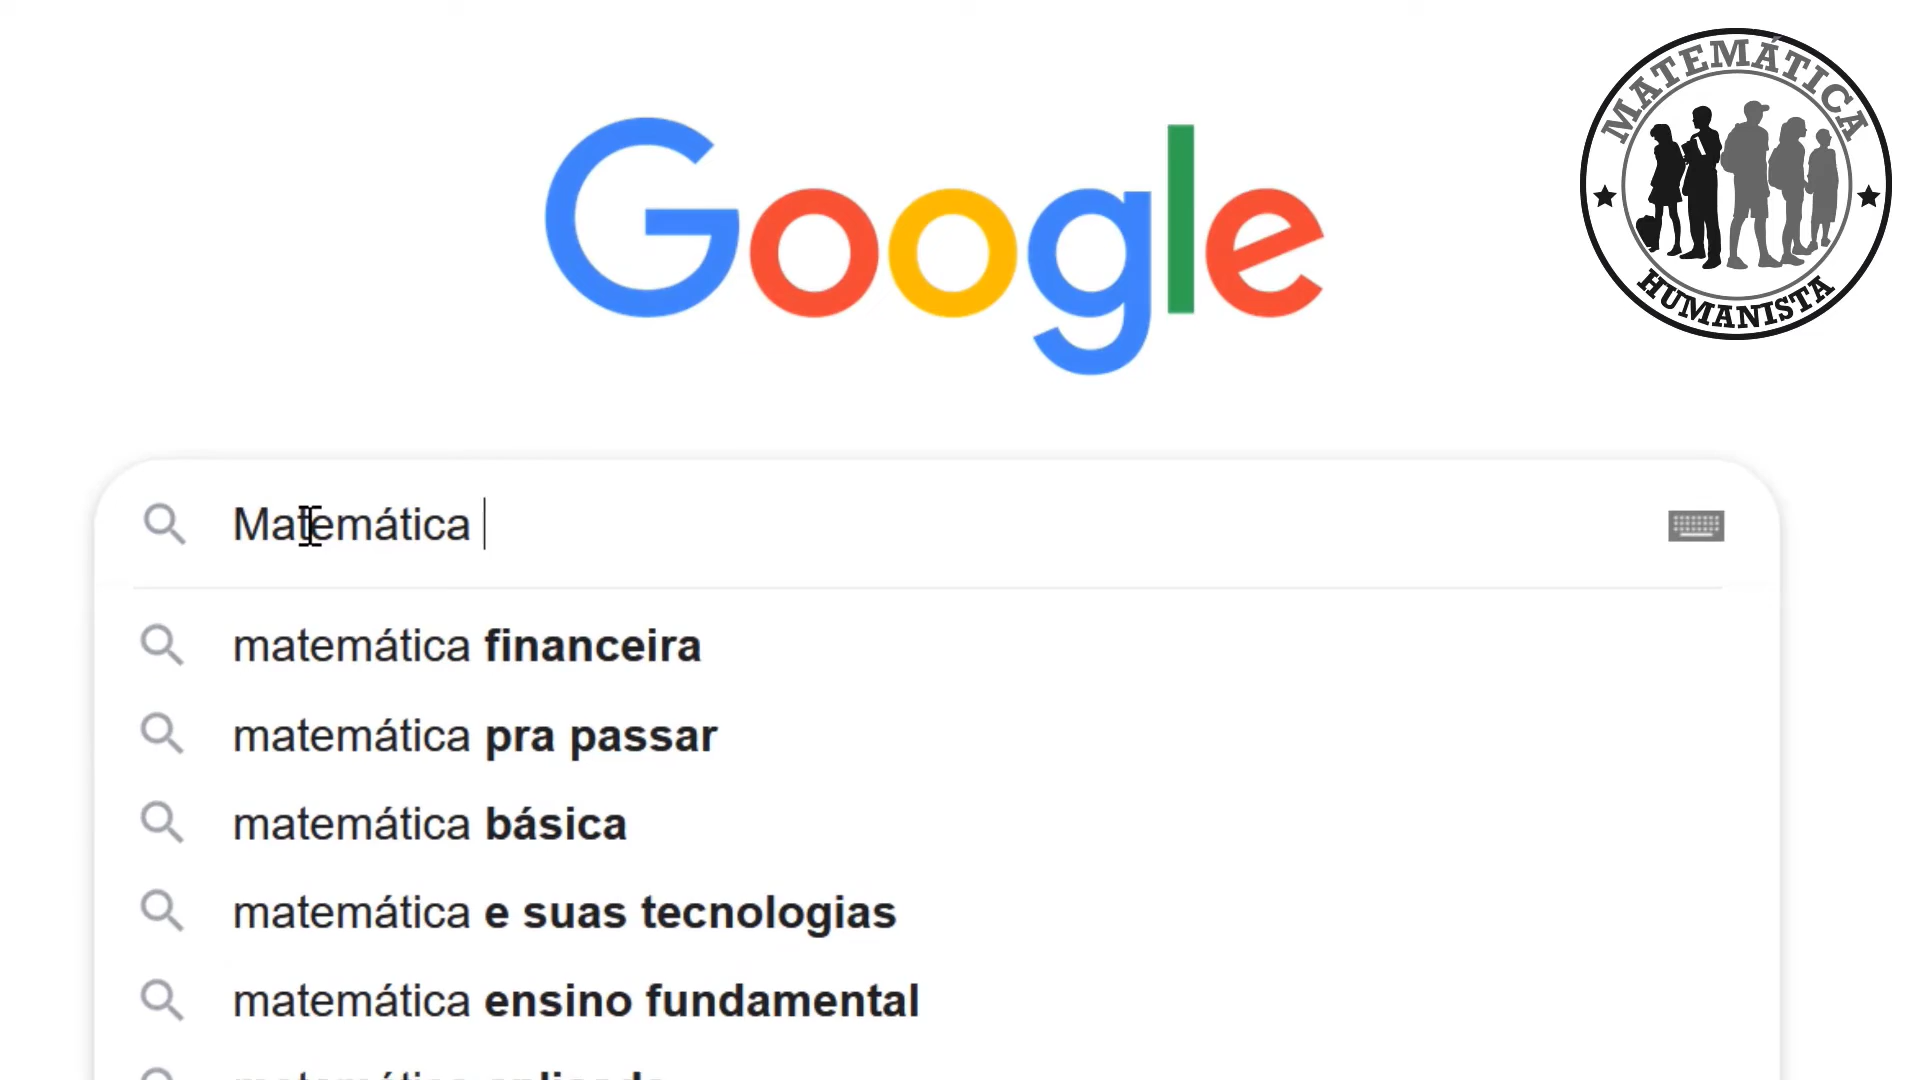 MATEMÁTICA
HUMANISTA
Google
Matemática
matemática financeira
matemática pra passar
matemática básica
matemática e suas tecnologias
matemática ensino fundamental